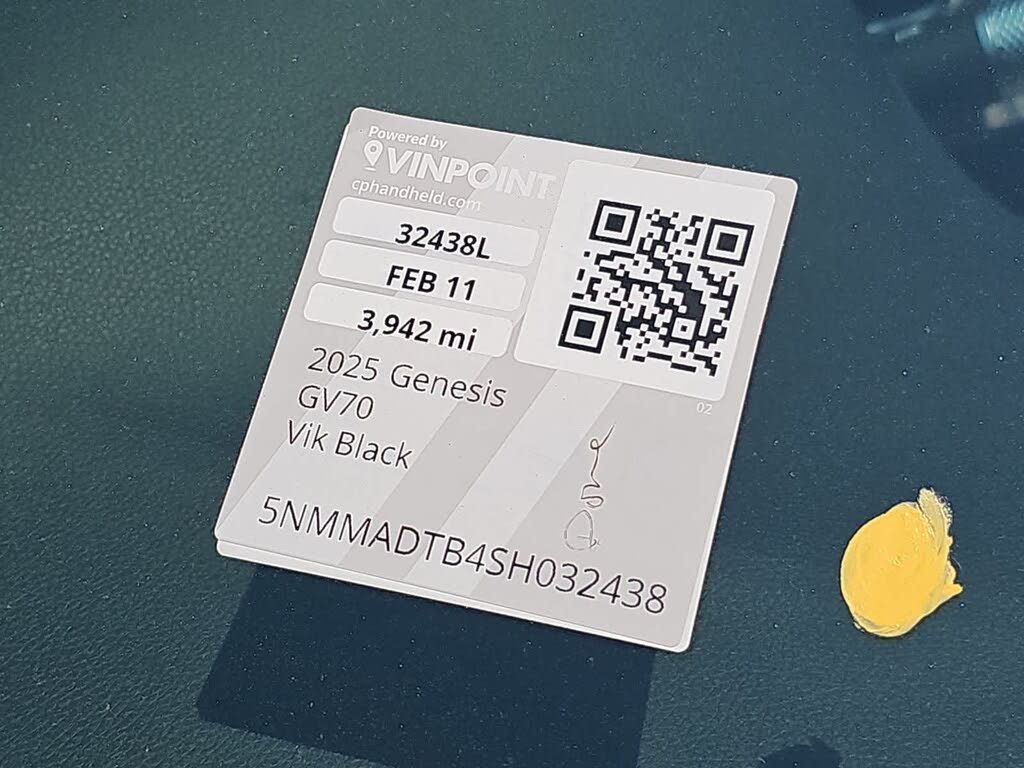 Powered by
VINPOINT
cphandheld.com
32438L
FEB 11
3,942 mi
2025 Genesis
GV70
Vik Black
02
5NMMADTB4SH032438